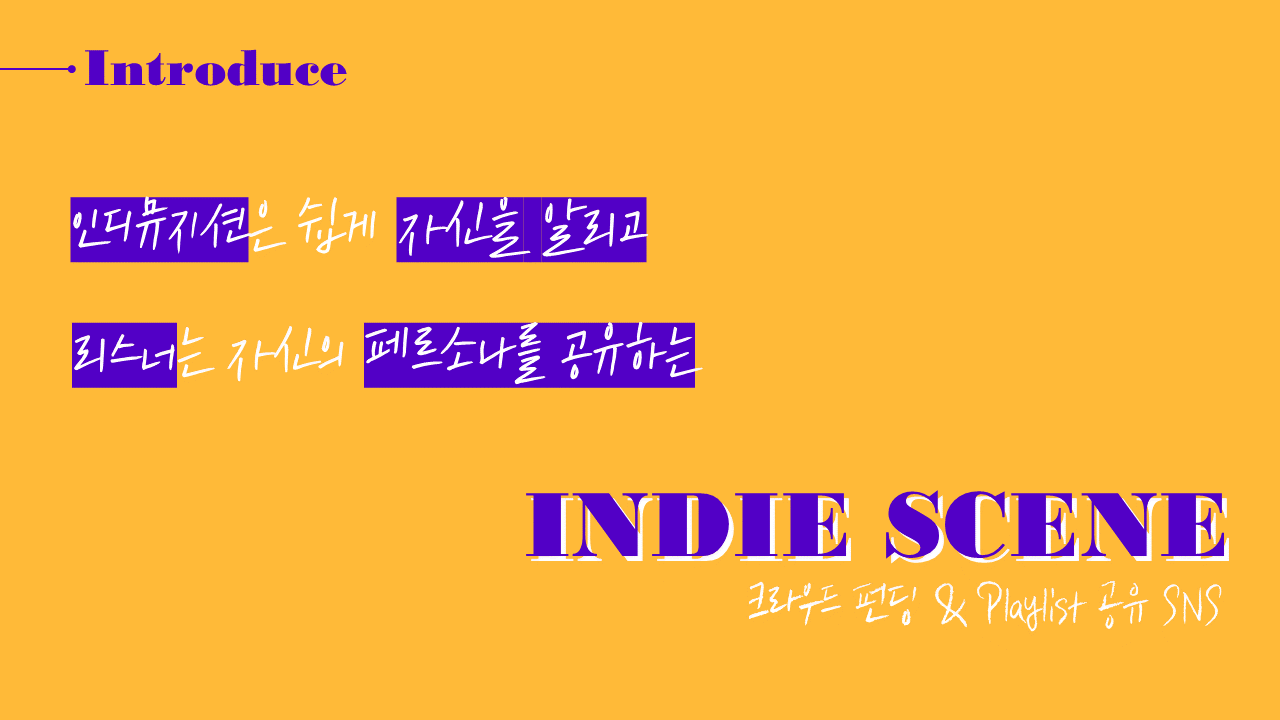 Introduce
인디뮤지션은 쉽게 자신을 알리고
리스너는 자신의 페르소나를 공유하는
INDIE SCENE
크라우드 펀딩 & Playlist 공유 SNS